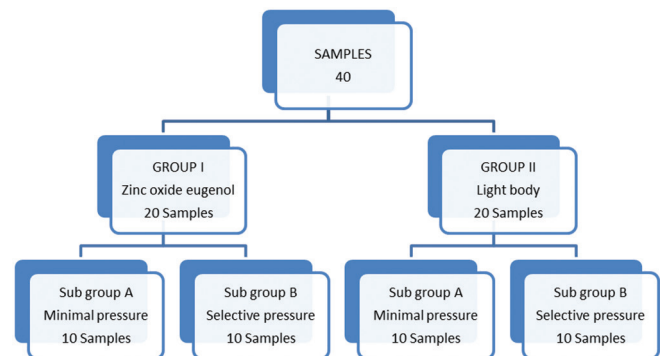 SAMPLES
40
GROUP I
Zinc oxide eugenol
20 Samples
GROUP II
Light body
20 Samples
Sub group A
Minimal pressure
10 Samples
Sub group B
Selective pressure
10 Samples
Sub group A
Minimal pressure
10 Samples
Sub group B
Selective pressure
10 Samples